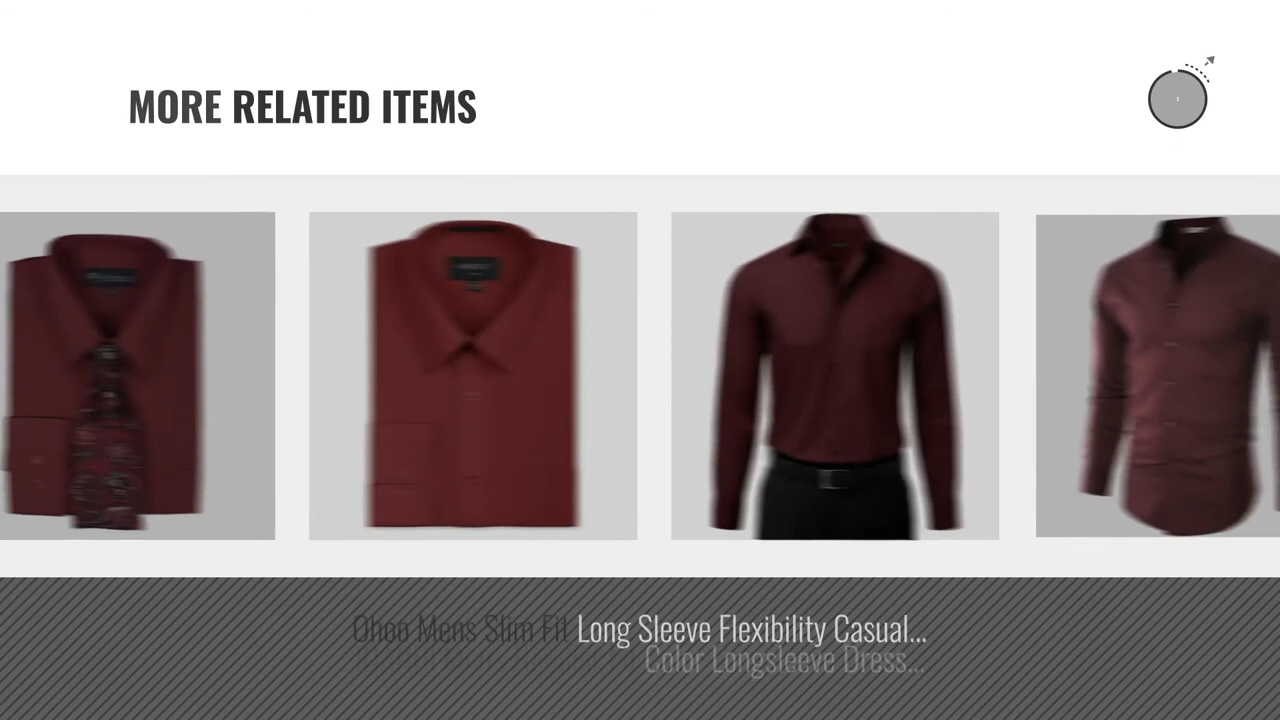 MORE RELATED ITEMS
Ohoo Mens Slim Fit Long Sleeve Flexibility Casual...
Color Longsleeve Dress...